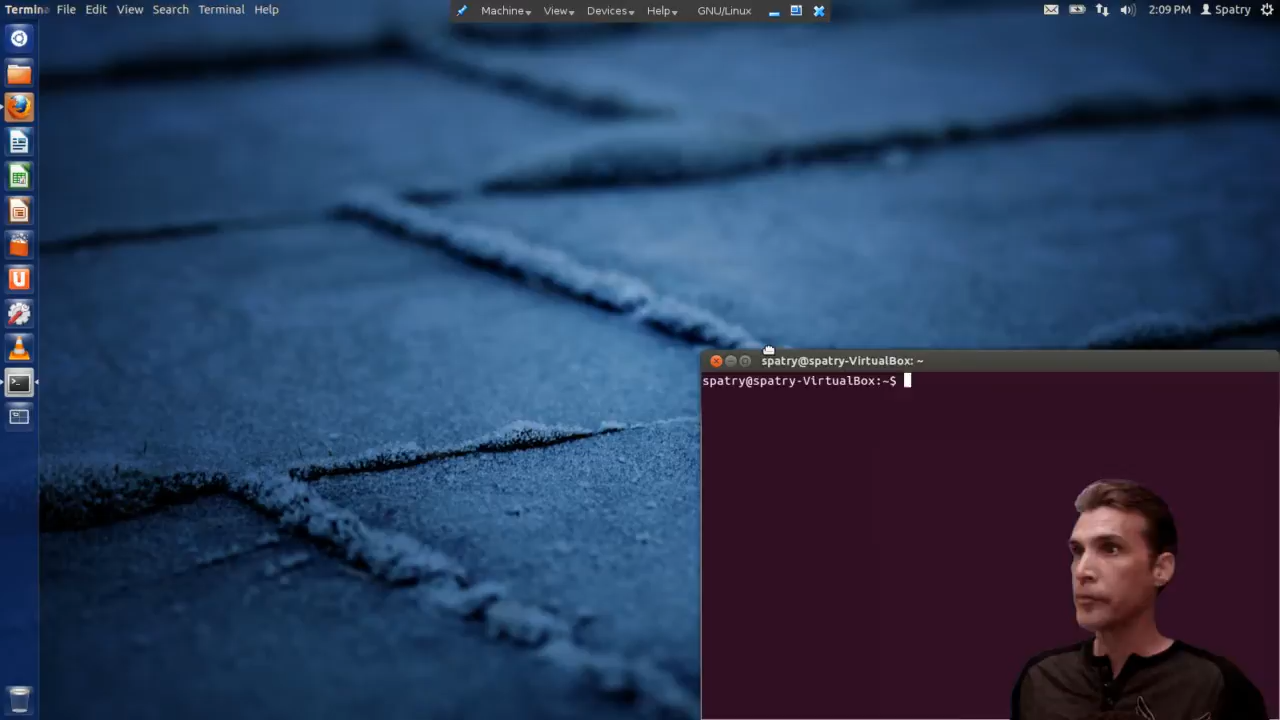 Termin File Edit View Search Terminal Help
Machine View Devices Help GNU/Linux
2:09 PM Spatry
spatry@spatry-VirtualBox: ~
spatry@spatry-VirtualBox:~$